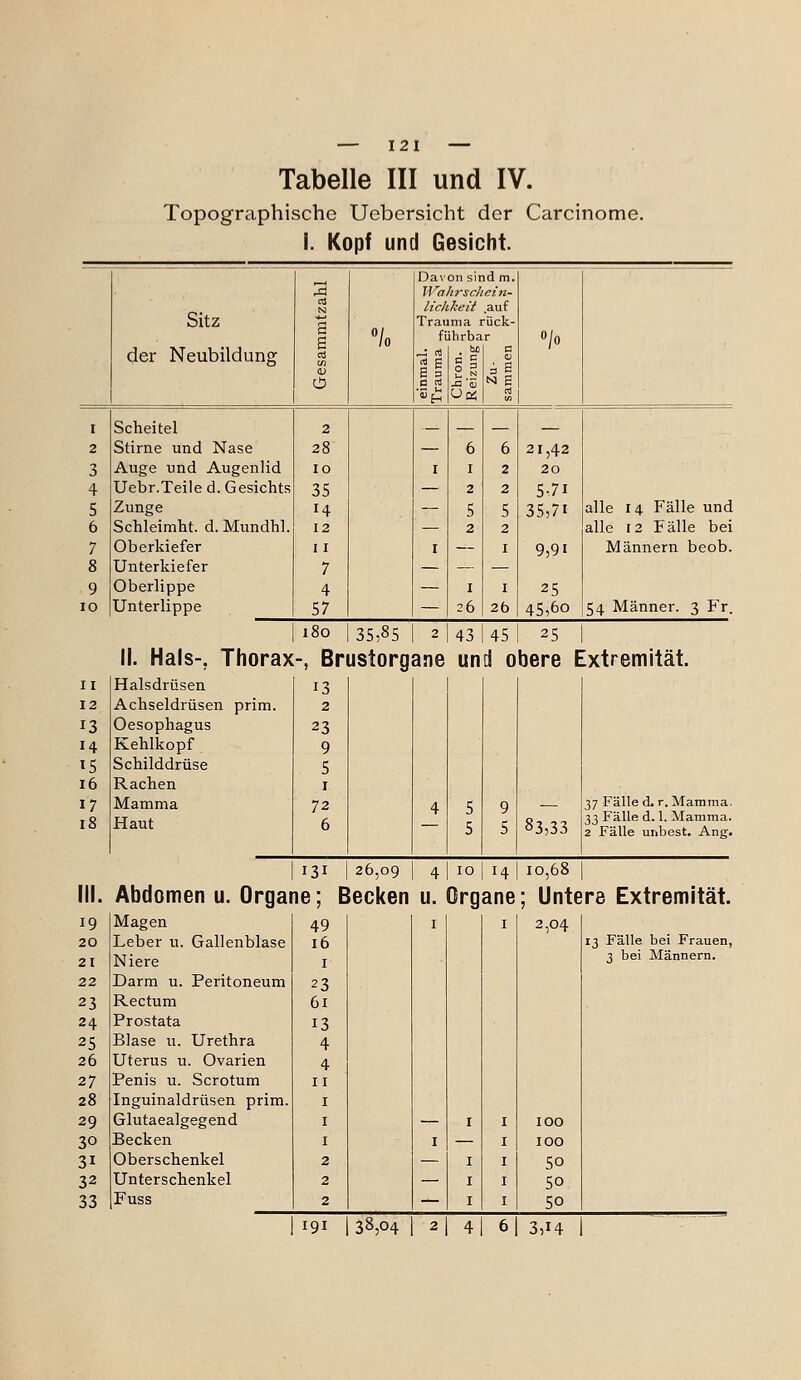 — 121 —
Tabelle III und IV.
Topographische Uebersicht der Carcinome.
I. Kopf und Gesicht.
Sitz der Neubildung | Gesammtzahl | % | Davon sind m. Wahrschein-lichkeit auf Trauma rück-führbar | einmal. Trauma | Chron. Reizung | Zu-sammen | %
1 Scheitel 2 — — — —
2 Stirne und Nase 28 — 6 6 21,42
3 Auge und Augenlid 10 1 1 2 20
4 Uebr.Teile d. Gesichts 35 — 2 2 5.71
5 Zunge 14 — 5 5 35,71 alle 14 Fälle und
6 Schleimht. d. Mundhl. 12 — 2 2 alle 12 Fälle bei
7 Oberkiefer 11 1 — 1 9,91 Männern beob.
8 Unterkiefer 7 — — —
9 Oberlippe 4 — 1 1 25
10 Unterlippe 57 — 26 26 45,60 54 Männer. 3 Fr.
180 35,85 2 43 45 25
II. Hals-, Thorax-, Brustorgane und obere Extremität.
11 Halsdrüsen 13
12 Achseldrüsen prim. 2
13 Oesophagus 23
14 Kehlkopf 9
15 Schilddrüse 5
16 Rachen 1
17 Mamma 72 4 5 9 — 37 Fälle d. r. Mamma.
33 Fälle d. l. Mamma.
18 Haut 6 — 5 5 83,33 2 Fälle unbest. Ang.
131 26,09 4 10 14 10,68
III. Abdomen u. Organe; Becken u. Organe; Untere Extremität.
19 Magen 49 1 1 2,04
20 Leber u. Gallenblase 16 13 Fälle bei Frauen,
21 Niere 1 3 bei Männern.
22 Darm u. Peritoneum 23
23 Rectum 61
24 Prostata 13
25 Blase u. Urethra 4
26 Uterus u. Ovarien 4
27 Penis u. Scrotum 11
28 Inguinaldrüsen prim. 1
29 Glutaealgegend 1 — 1 1 100
30 Becken 1 1 — 1 100
31 Oberschenkel 2 — 1 1 50
32 Unterschenkel 2 — 1 1 50
33 Fuss 2 — 1 1 50
191 38,04 2 4 6 3,14